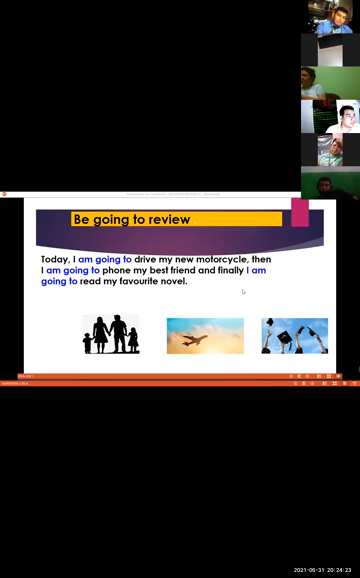 Be going to review
Today, I am going to drive my new motorcycle, then
I am going to phone my best friend and finally I am
going to read my favourite novel.
2021-05-31 20:24:23